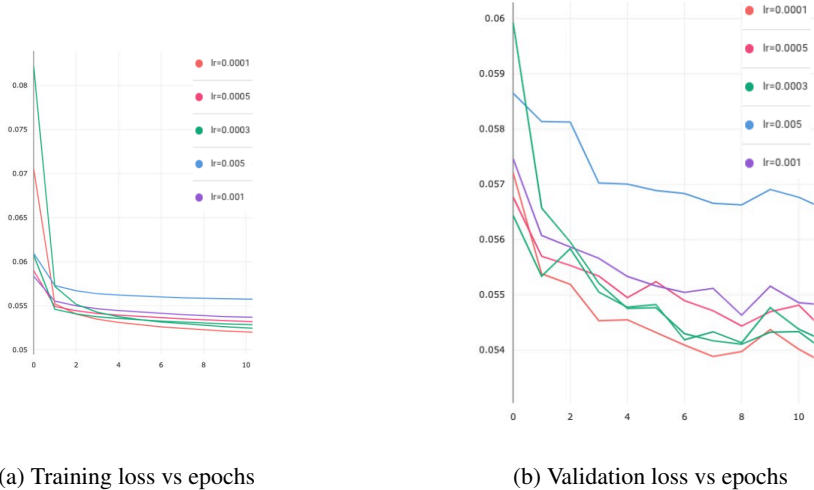 lr=0.0001
lr=0.0005
lr=0.0003
lr=0.005
lr=0.001
0.08
0.075
0.07
0.065
0.06
0.055
0.05
0 2 4 6 8 10
(a) Training loss vs epochs
lr=0.0001
lr=0.0005
lr=0.0003
lr=0.005
lr=0.001
0.06
0.059
0.058
0.057
0.056
0.055
0.054
0 2 4 6 8 10
(b) Validation loss vs epochs